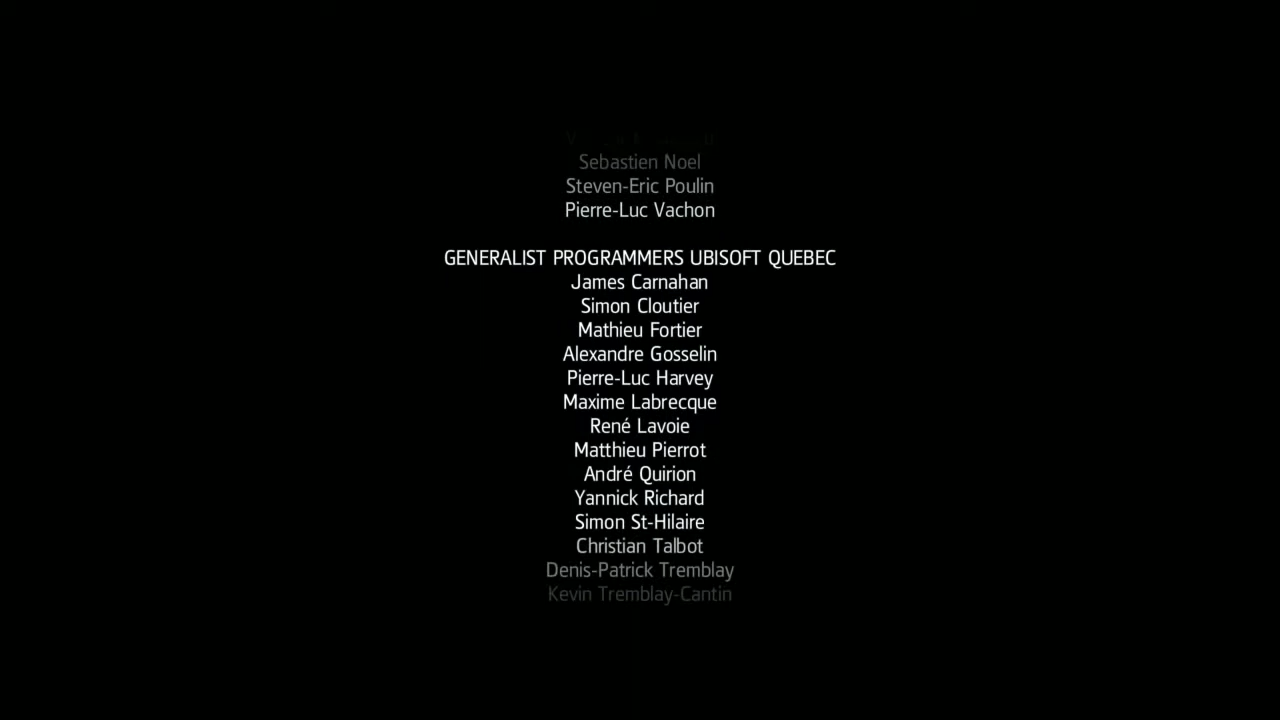 Sebastien Noel
Steven-Eric Poulin
Pierre-Luc Vachon
GENERALIST PROGRAMMERS UBISOFT QUEBEC
James Carnahan
Simon Cloutier
Mathieu Fortier
Alexandre Gosselin
Pierre-Luc Harvey
Maxime Labrecque
René Lavoie
Matthieu Pierrot
André Quirion
Yannick Richard
Simon St-Hilaire
Christian Talbot
Denis-Patrick Tremblay
Kevin Tremblay-Cantin